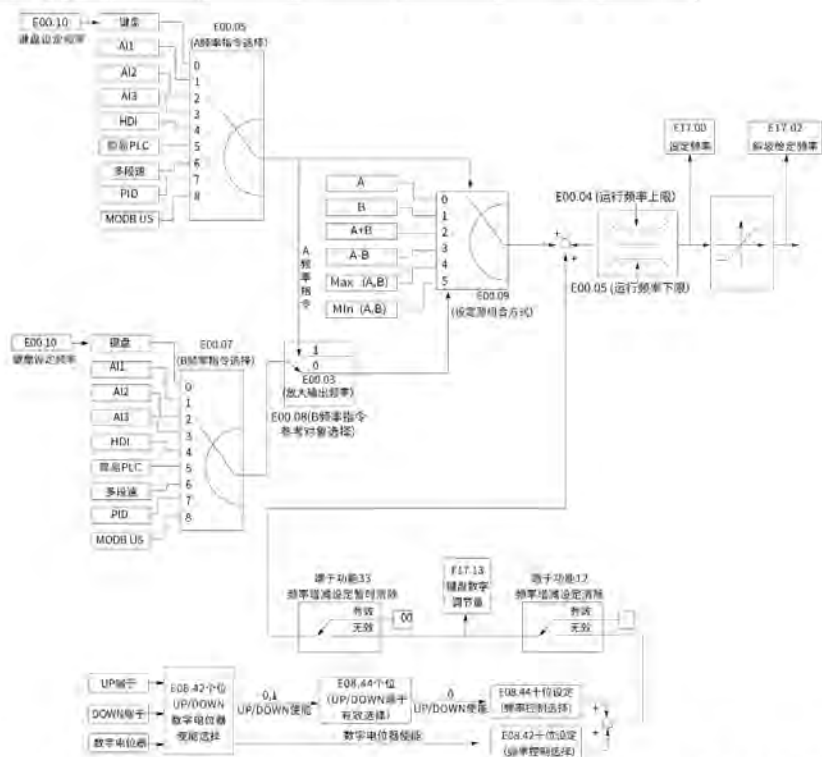 E00.10
键盘设定频率
键盘
AI1
AI2
AI3
HDI
简易PLC
多段速
PID
MODB US
E00.05
(A频率指令选择)
0
1
2
3
4
5
6
7
8
A频率指令
A
B
A+B
A-B
Max (A,B)
MIn (A,B)
0
1
2
3
4
5
E00.09
(设定源组合方式)
+
+
E00.04 (运行频率上限)
E00.05 (运行频率下限)
E17.00
设定频率
E17.02
斜坡给定频率
E00.10
键盘设定频率
键盘
AI1
AI2
AI3
HDI
简易PLC
多段速
PID
MODB US
E00.07
(B频率指令选择)
0
1
2
3
4
5
6
7
8
1
0
E00.03
(放大输出频率)
E00.08(B频率指令
参考对象选择)
端子功能33
频率增减设定暂时清除
有效
无效
00
F17.13
键盘数字
调节量
端子功能12
频率增减设定清除
有效
无效
UP端子
DOWN端子
数字电位器
E08.42个位
UP/DOWN
数字电位器
使能选择
0,1
UP/DOWN使能
E08.44个位
(UP/DOWN端子
有效选择)
0
UP/DOWN使能
E08.44十位设定
(频率控制选择)
数字电位器使能
E08.42十位设定
(频率控制选择)
+
+